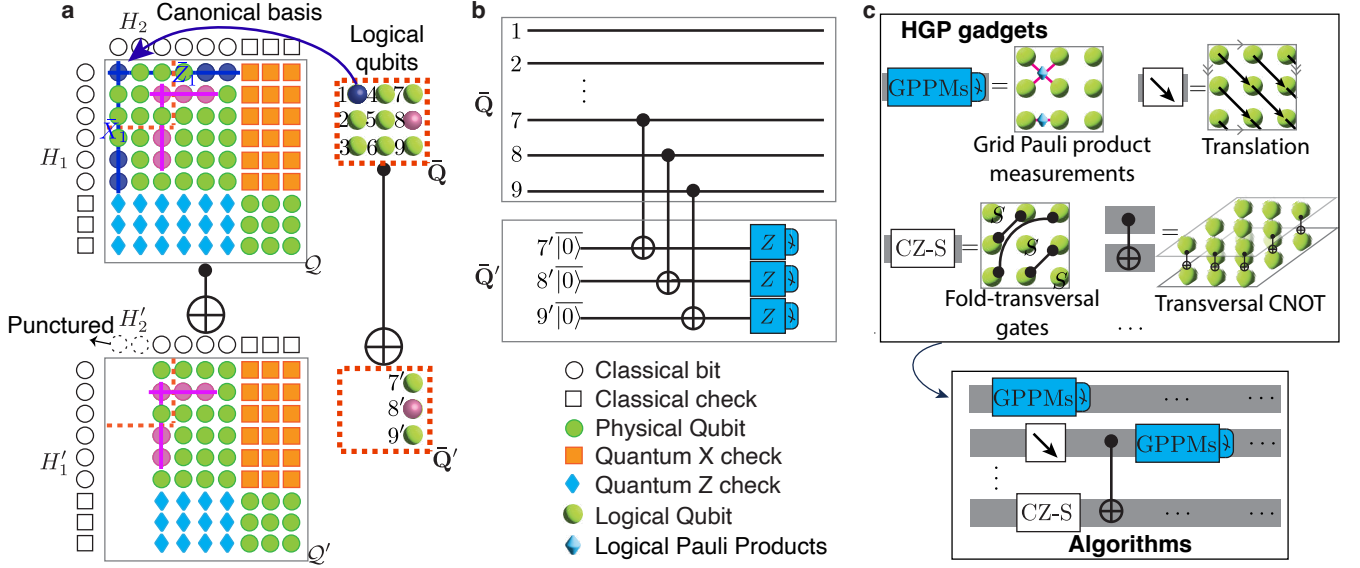 a
Canonical basis
H₂
Logical qubits
Z̄₁
X̄₁
H₁
1 4 7
2 5 8
3 6 9
Q̄
𝒬
Punctured
H₂′
H₁′
7′
8′
9′
Q̄′
𝒬′
b
1
2
⋮
Q̄
7
8
9
Q̄′
7′ |0̄⟩ Z
8′ |0̄⟩ Z
9′ |0̄⟩ Z
Classical bit
Classical check
Physical Qubit
Quantum X check
Quantum Z check
Logical Qubit
Logical Pauli Products
c
HGP gadgets
GPPMs =
Grid Pauli product
measurements
=
Translation
CZ-S =
S
S
S
Fold-transversal
gates
=
Transversal CNOT
···
GPPMs ··· ···
GPPMs ···
⋮
CZ-S ··· ···
Algorithms